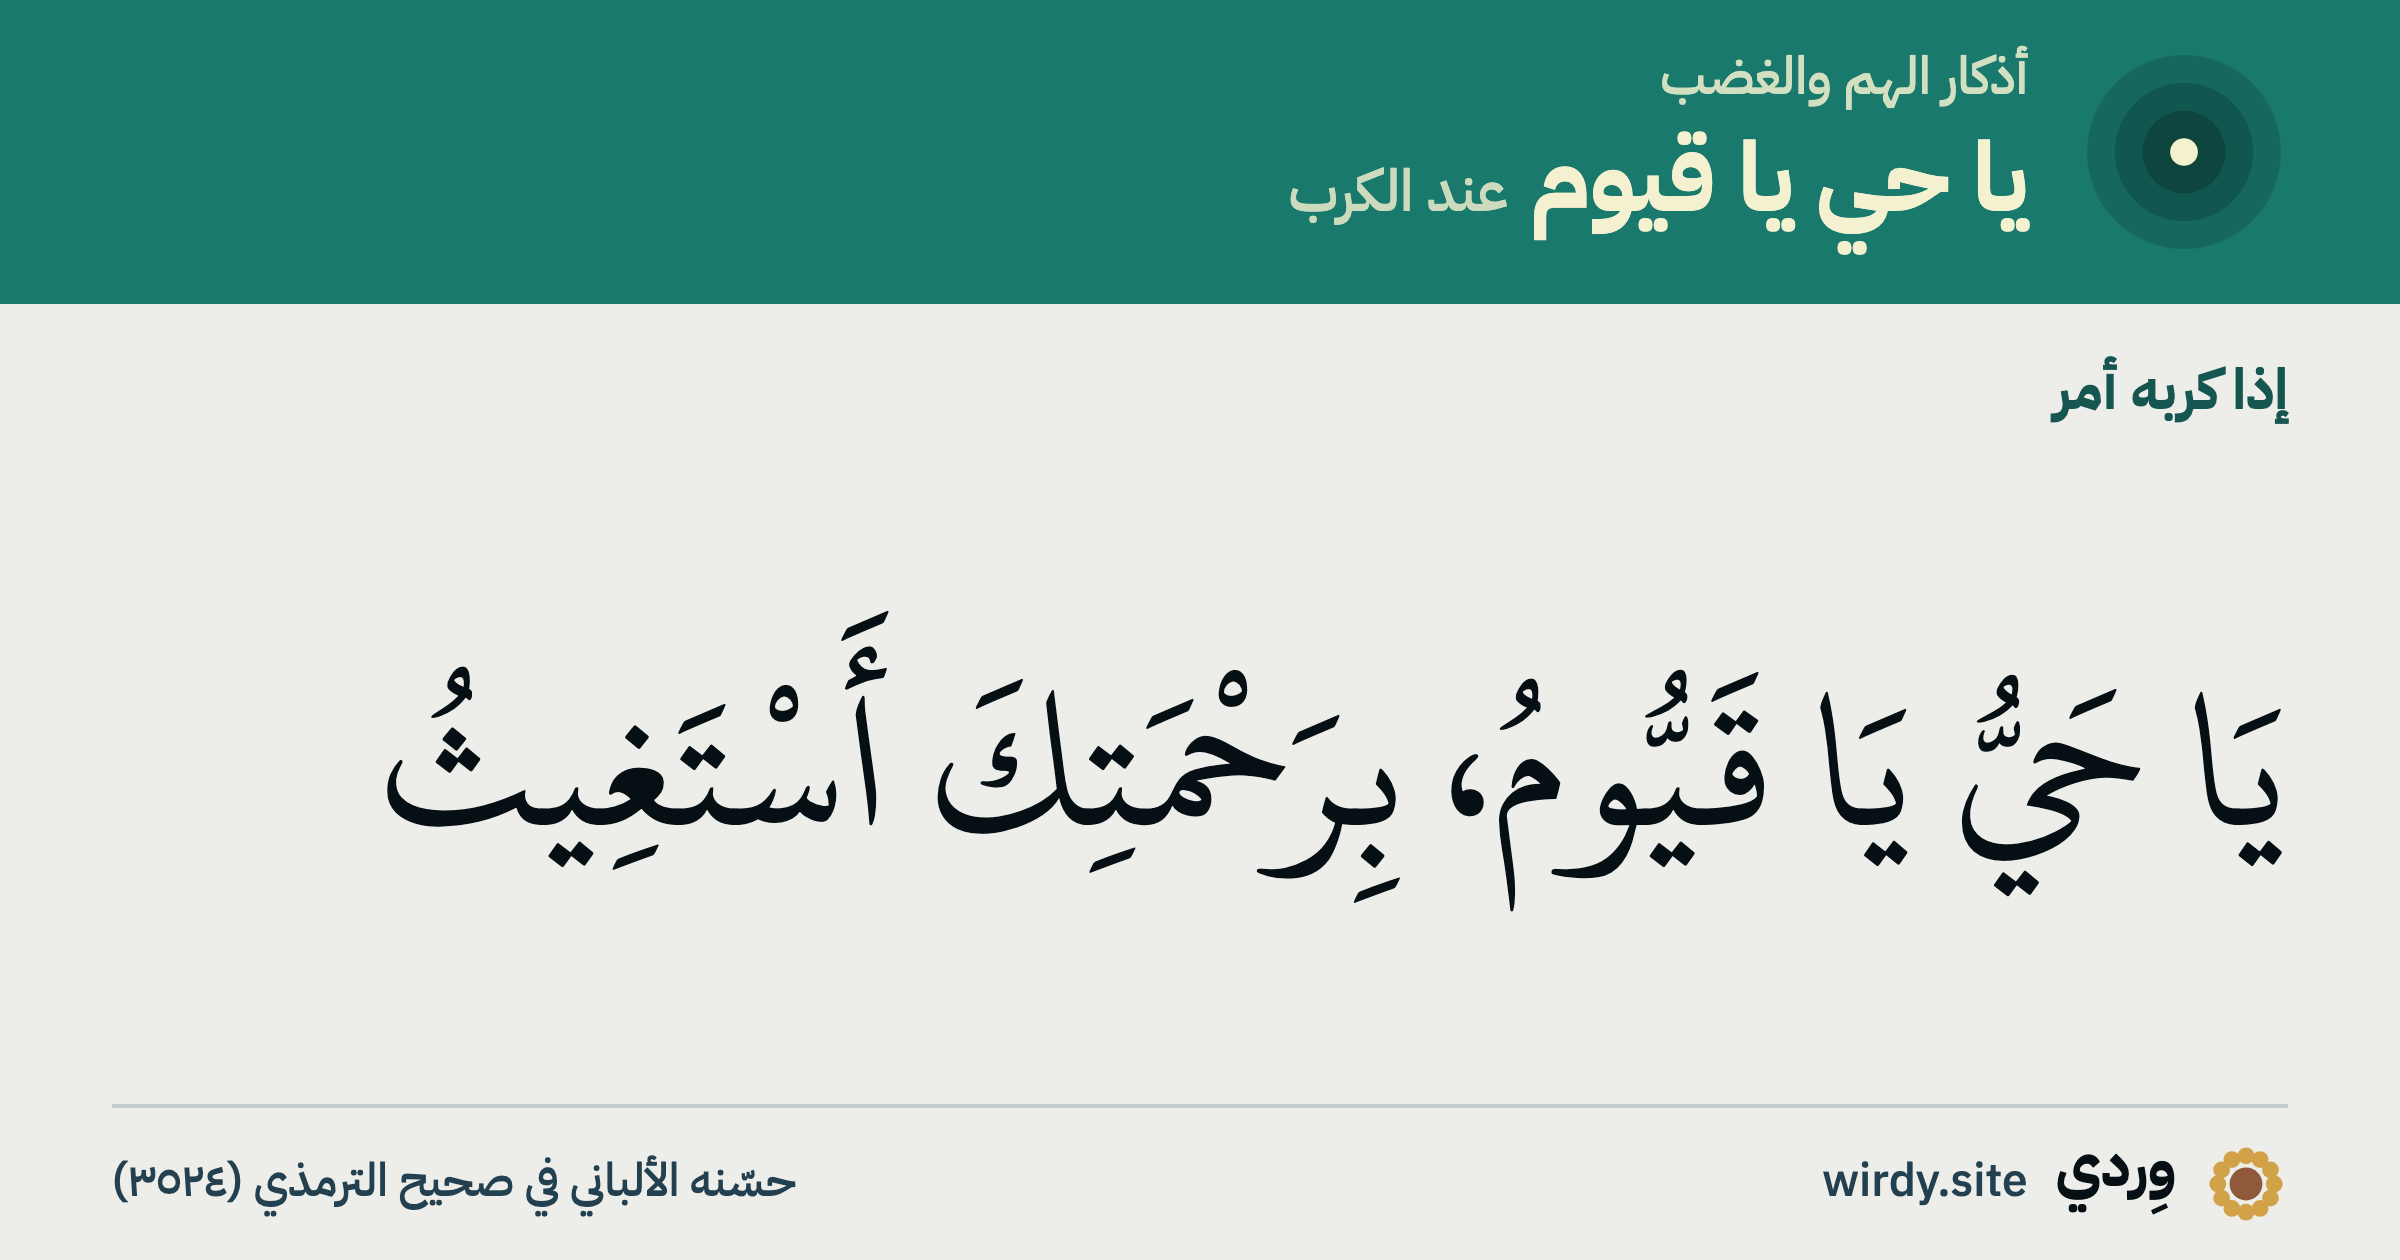 أذكار الهم والغضب
يا حي يا قيوم عند الكرب
إذا كربه أمر
يَا حَيُّ يَا قَيُّومُ، بِرَحْمَتِكَ أَسْتَغِيثُ
وِردي wirdy.site
حسّنه الألباني في صحيح الترمذي (٣٥٢٤)